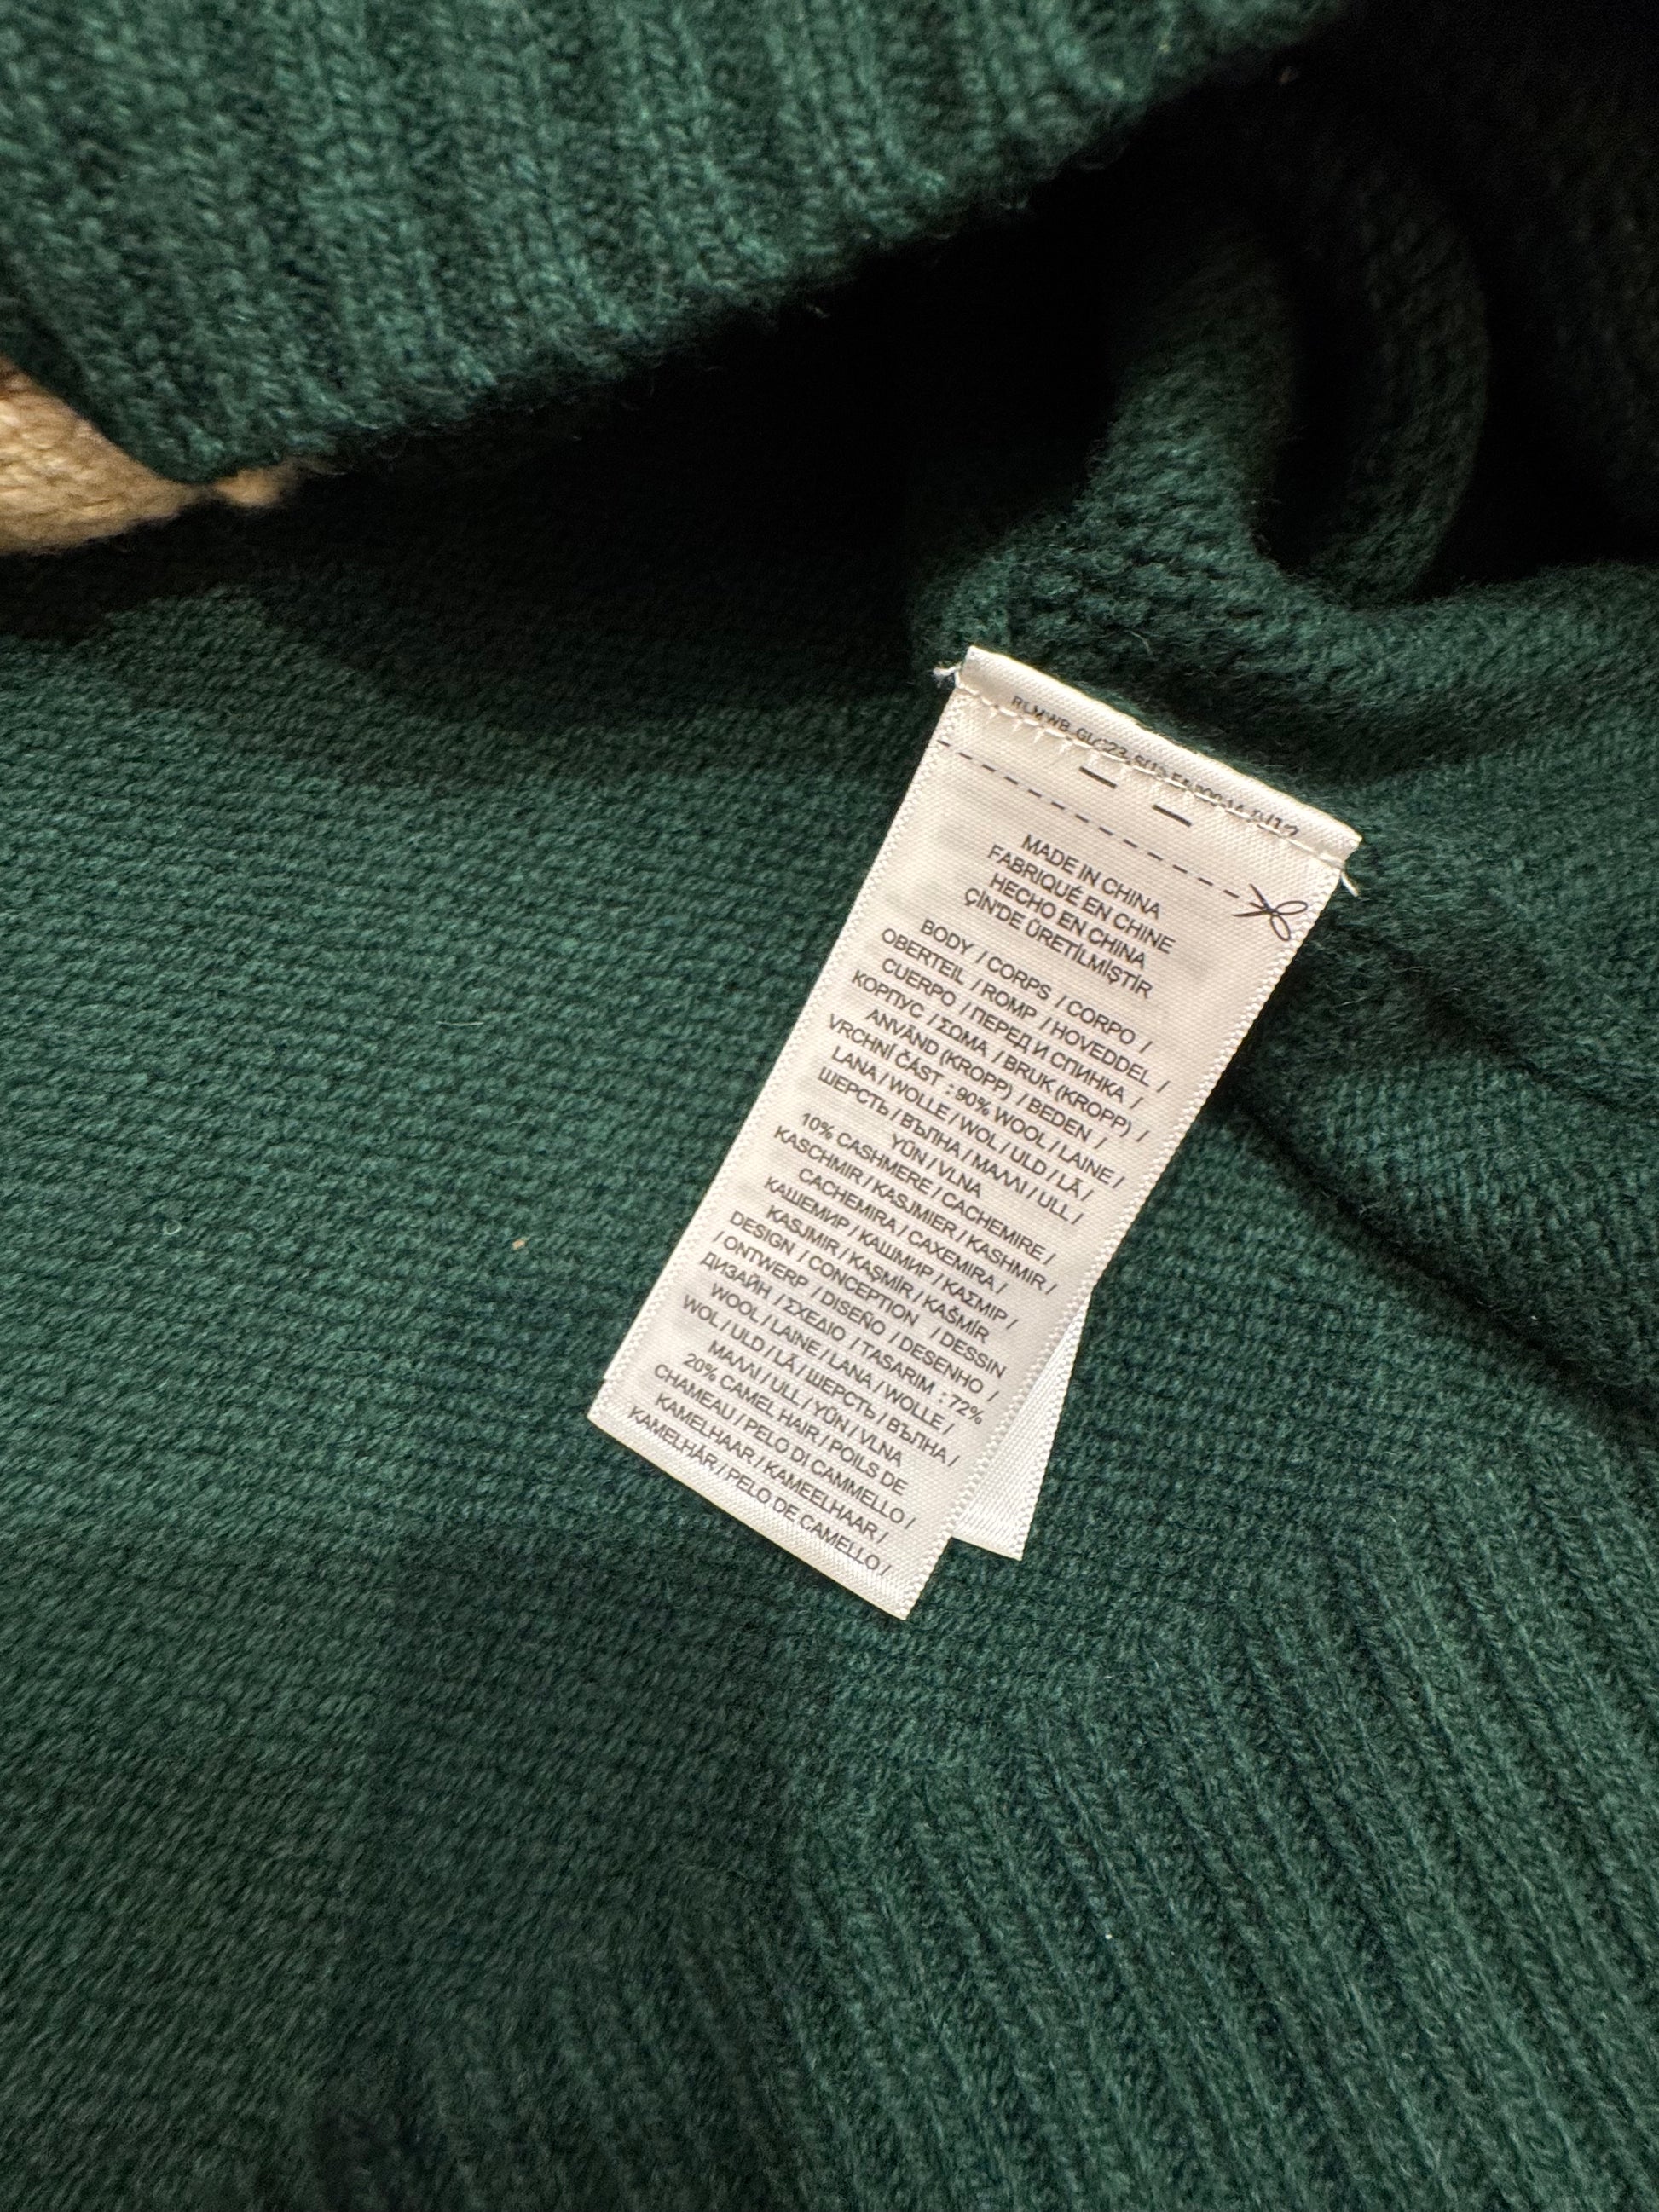 MADE IN CHINA
FABRIQUÉ EN CHINE
HECHO EN CHINA
ÇİN'DE ÜRETİLMİŞTİR
BODY / CORPS / CORPO /
OBERTEIL / ROMP / HOVEDDEL /
CUERPO / ПЕРЕД И СПИНКА /
КОРПУС / ΣΩΜΑ / BRUK (KROPP) /
ANVÄND (KROPP) / BEDEN /
VRCHNÍ ČÁST : 90% WOOL / LAINE /
LANA / WOLLE / WOL / ULD / LÃ /
ШЕРСТЬ / ВЪЛНА / ΜΑΛΛΙ / ULL /
YÜN / VLNA
10% CASHMERE / CACHEMIRE /
KASCHMIR / KASJMIER / KASHMIR /
CACHEMIRA / CAXEMIRA /
КАШЕМИР / КАШМИР / ΚΑΣΜΙΡ /
KASJMIR / KAŞMİR / KAŠMÍR
DESIGN / CONCEPTION / DESSIN
/ ONTWERP / DISEÑO / DESENHO /
ДИЗАЙН / ΣΧΕΔΙΟ / TASARIM : 72%
WOOL / LAINE / LANA / WOLLE /
WOL / ULD / LÃ / ШЕРСТЬ / ВЪЛНА /
ΜΑΛΛΙ / ULL / YÜN / VLNA
20% CAMEL HAIR / POILS DE
CHAMEAU / PELO DI CAMMELLO /
KAMELHAAR / KAMEELHAAR /
KAMELHÅR / PELO DE CAMELLO /